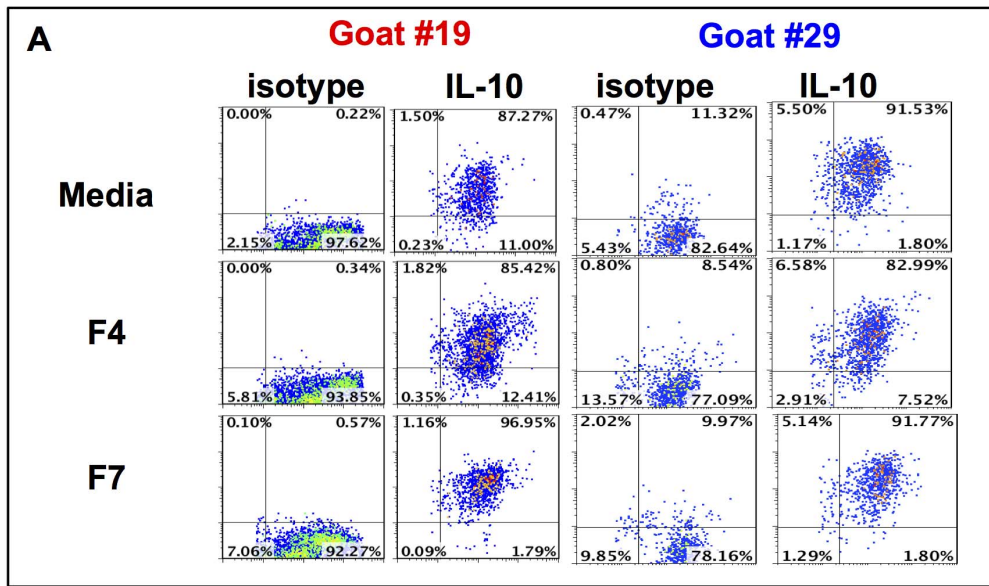 A
Goat #19 Goat #29
isotype IL-10 isotype IL-10
0.00% 0.22% 1.50% 87.27% 0.47% 11.32% 5.50% 91.53%
Media
2.15% 97.62% 0.23% 11.00% 5.43% 82.64% 1.17% 1.80%
0.00% 0.34% 1.82% 85.42% 0.80% 8.54% 6.58% 82.99%
F4
5.81% 93.85% 0.35% 12.41% 13.57% 77.09% 2.91% 7.52%
0.10% 0.57% 1.16% 96.95% 2.02% 9.97% 5.14% 91.77%
F7
7.06% 92.27% 0.09% 1.79% 9.85% 78.16% 1.29% 1.80%